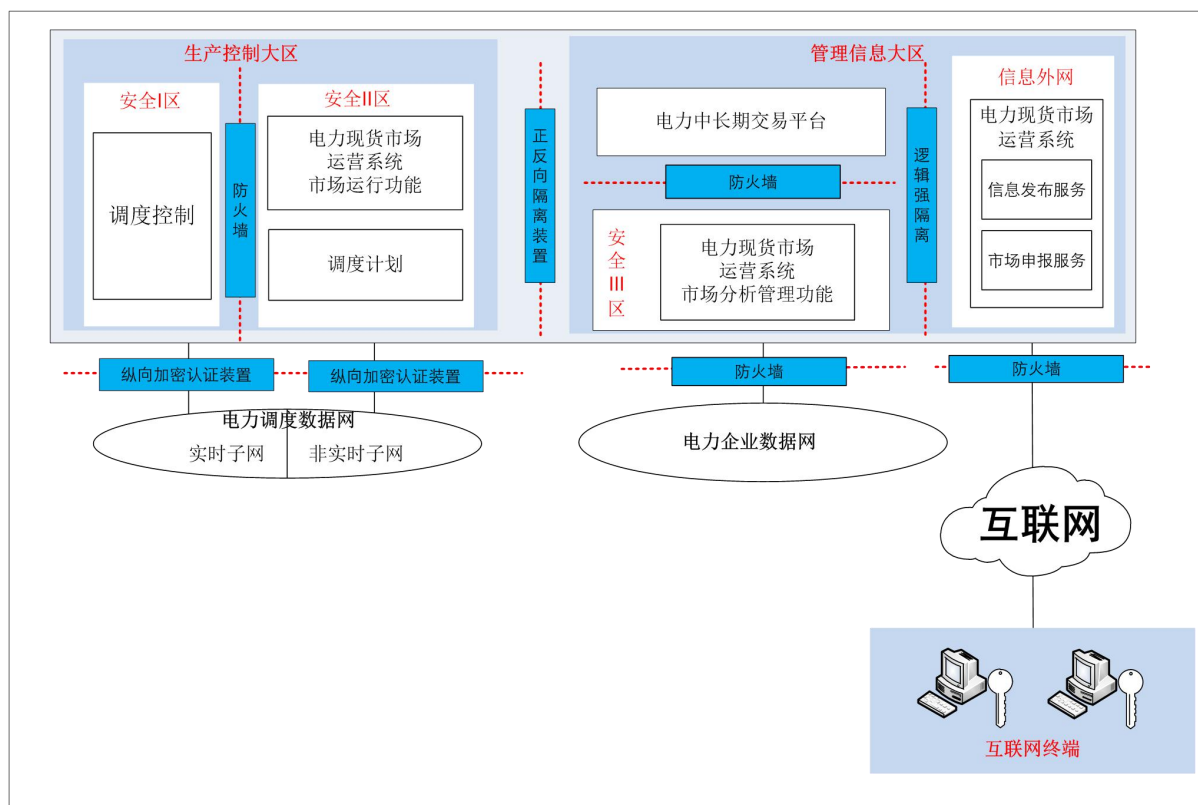 生产控制大区
安全I区
调度控制
防火墙
安全II区
电力现货市场
运营系统
市场运行功能
调度计划
正反向隔离装置
管理信息大区
电力中长期交易平台
防火墙
安全III区
电力现货市场
运营系统
市场分析管理功能
逻辑强隔离
信息外网
电力现货市场
运营系统
信息发布服务
市场申报服务
纵向加密认证装置
纵向加密认证装置
防火墙
防火墙
电力调度数据网
实时子网
非实时子网
电力企业数据网
互联网
互联网终端